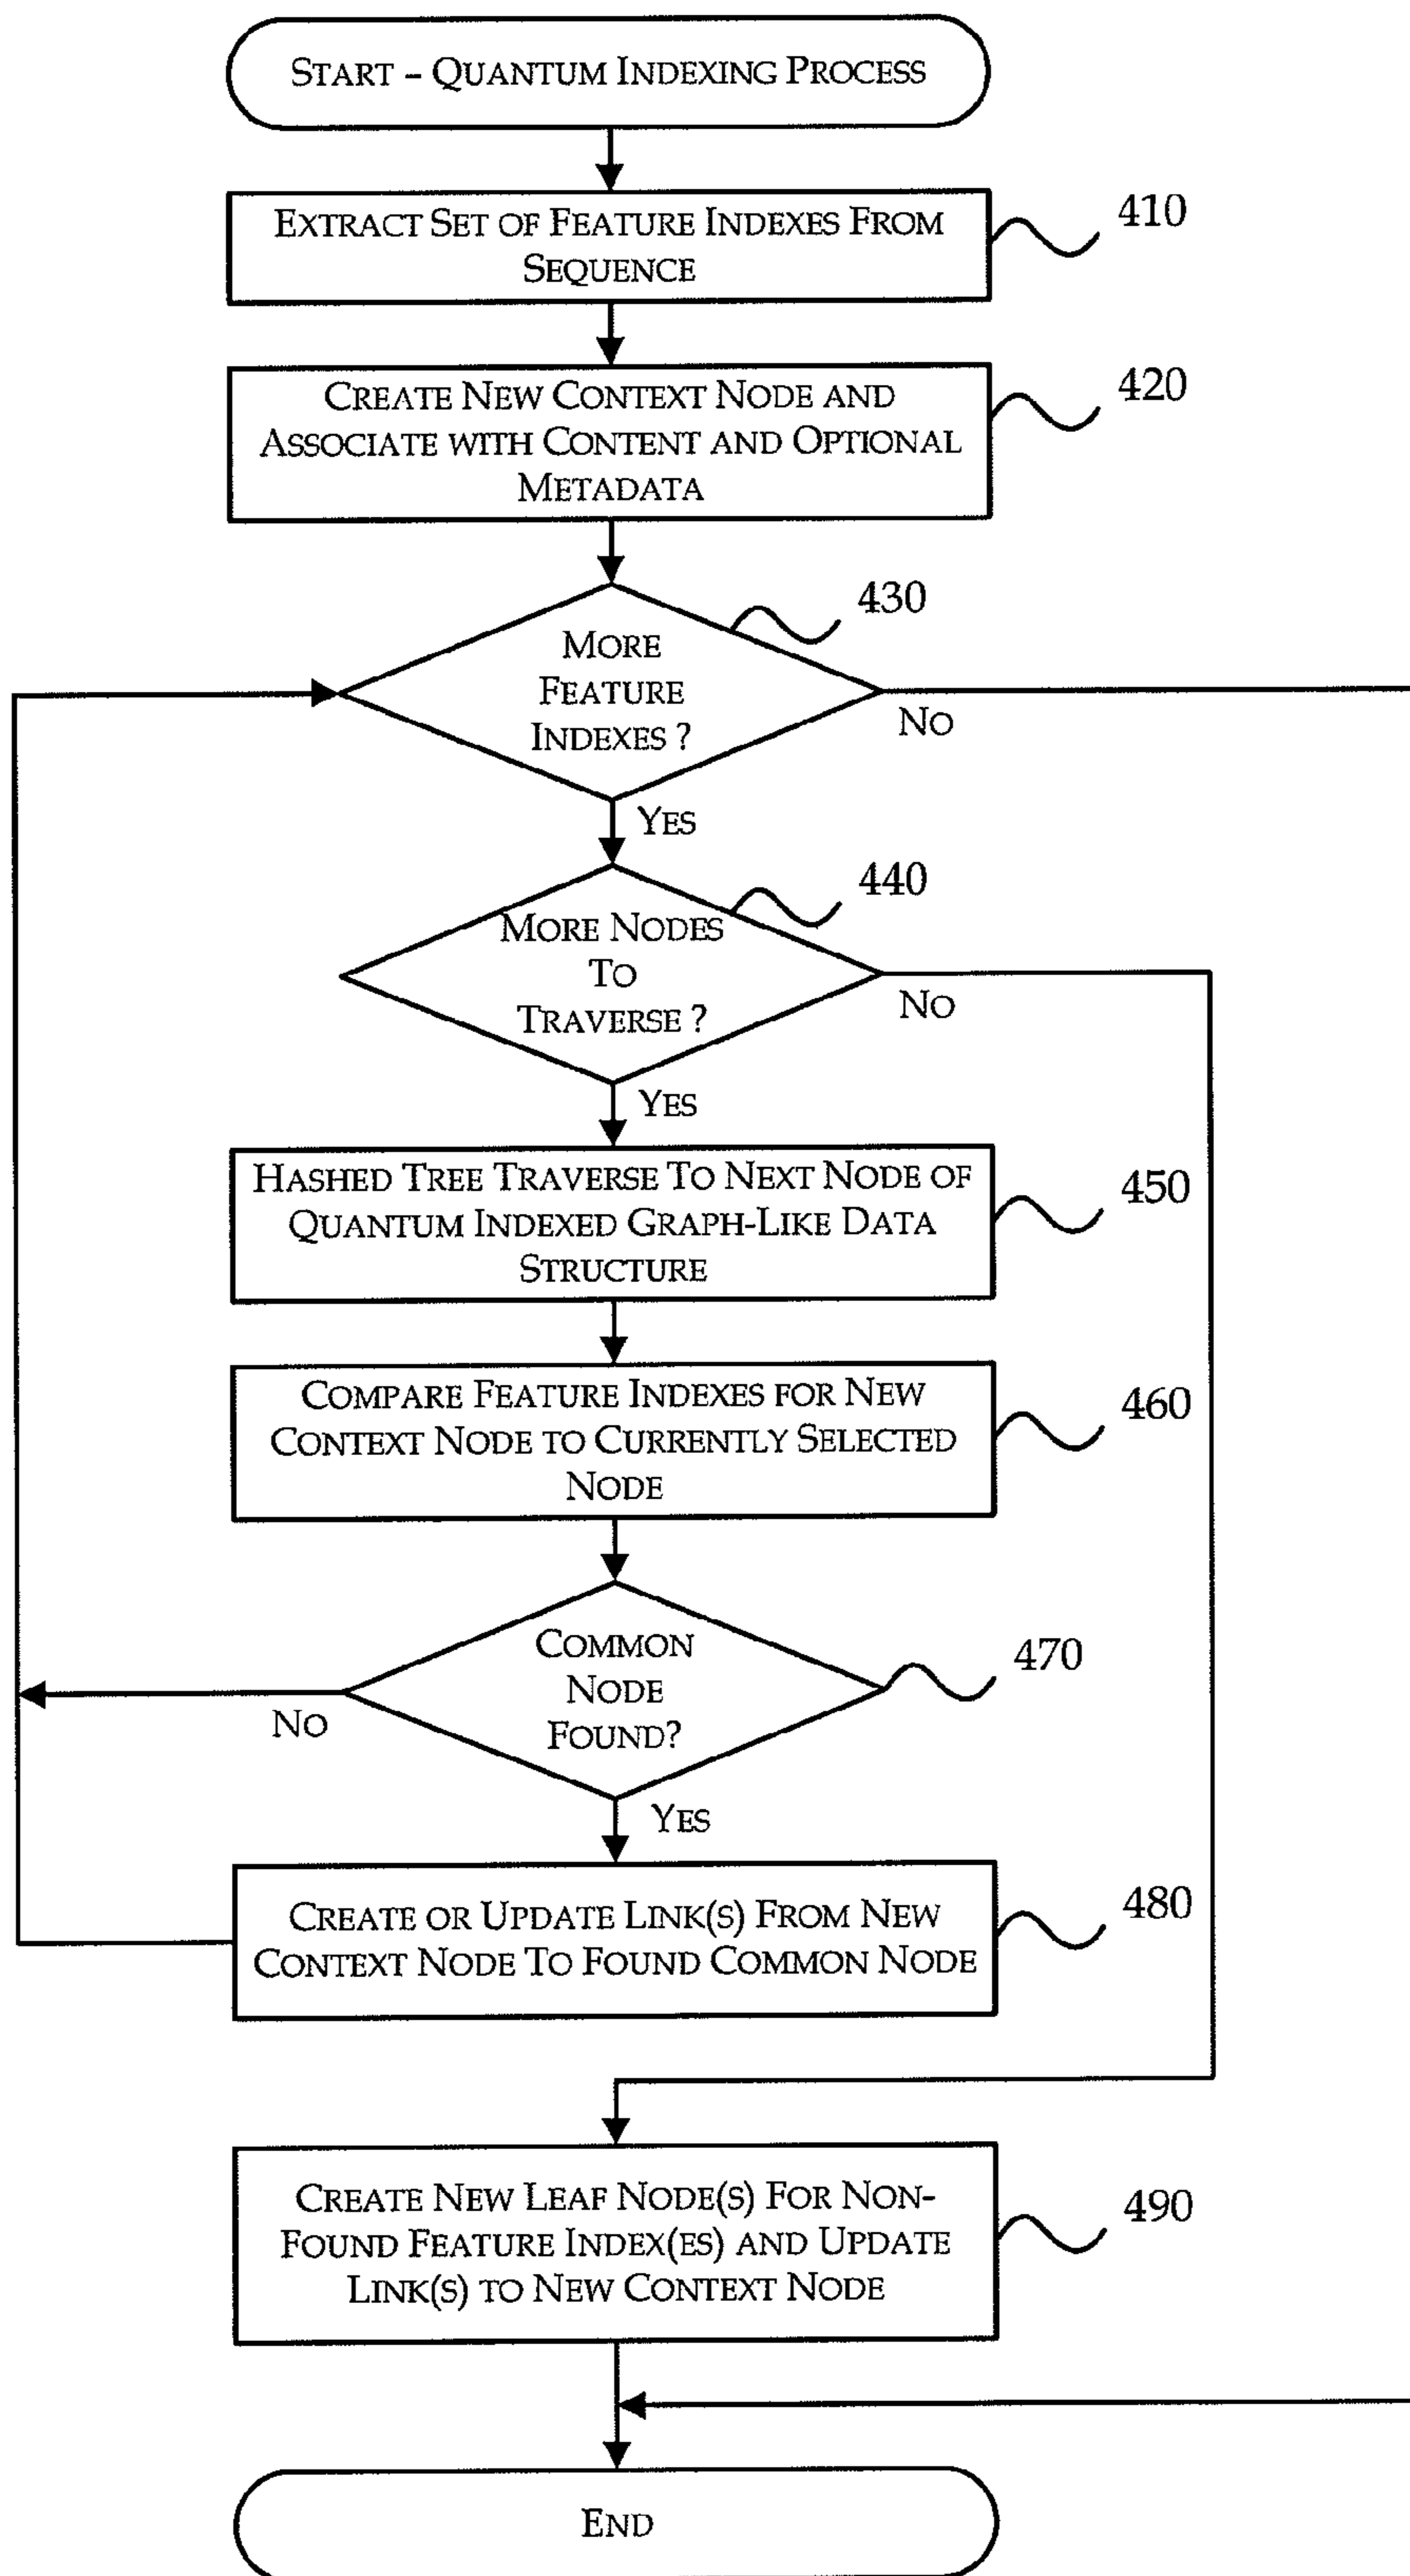 START – QUANTUM INDEXING PROCESS
EXTRACT SET OF FEATURE INDEXES FROM
SEQUENCE
410
CREATE NEW CONTEXT NODE AND
ASSOCIATE WITH CONTENT AND OPTIONAL
METADATA
420
MORE
FEATURE
INDEXES ?
430
NO
YES
MORE NODES
TO
TRAVERSE ?
440
NO
YES
HASHED TREE TRAVERSE TO NEXT NODE OF
QUANTUM INDEXED GRAPH-LIKE DATA
STRUCTURE
450
COMPARE FEATURE INDEXES FOR NEW
CONTEXT NODE TO CURRENTLY SELECTED
NODE
460
COMMON
NODE
FOUND?
470
NO
YES
CREATE OR UPDATE LINK(S) FROM NEW
CONTEXT NODE TO FOUND COMMON NODE
480
CREATE NEW LEAF NODE(S) FOR NON-
FOUND FEATURE INDEX(ES) AND UPDATE
LINK(S) TO NEW CONTEXT NODE
490
END